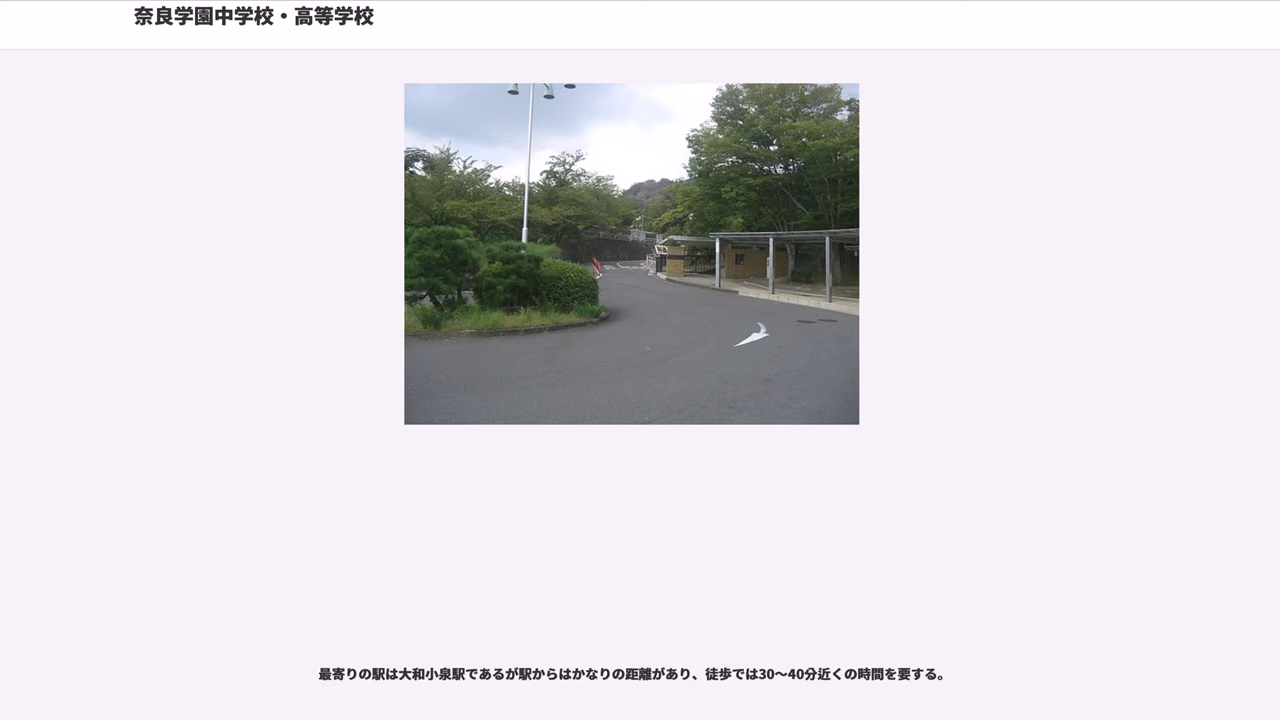 奈良学園中学校・高等学校
最寄りの駅は大和小泉駅であるが駅からはかなりの距離があり、徒歩では30〜40分近くの時間を要する。